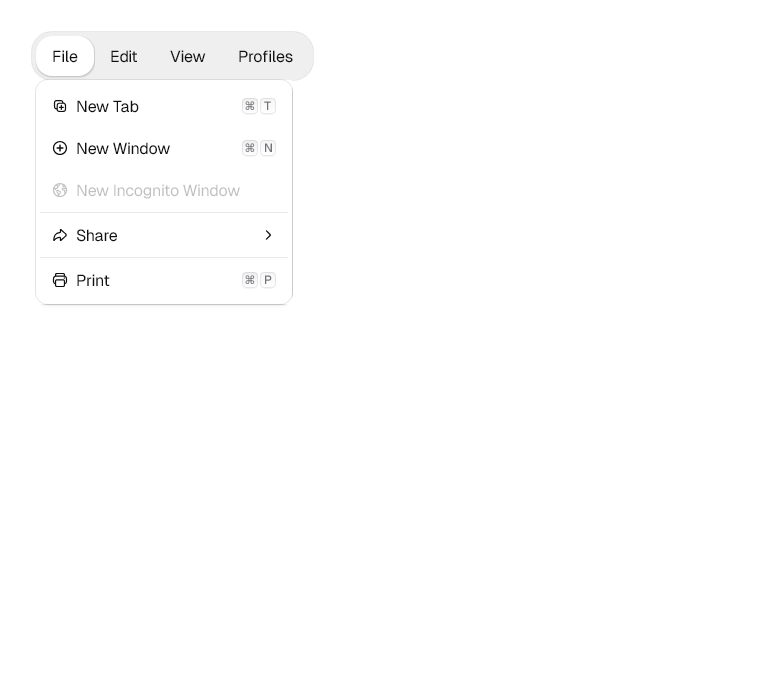 File Edit View Profiles
New Tab ⌘ T
New Window ⌘ N
New Incognito Window
Share
Print ⌘ P